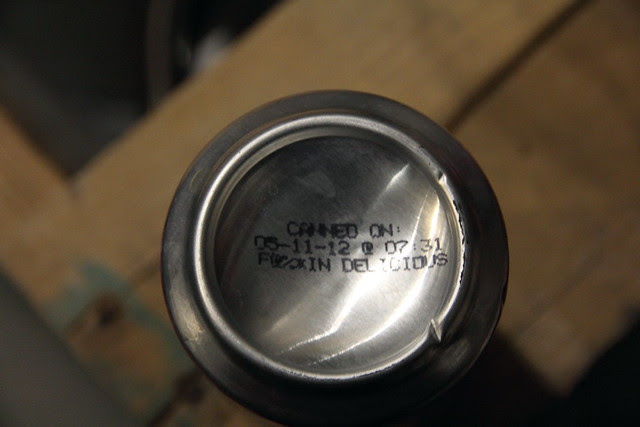 CANNED ON:
05-11-12 @ 07:31
F@%*IN DELICIOUS